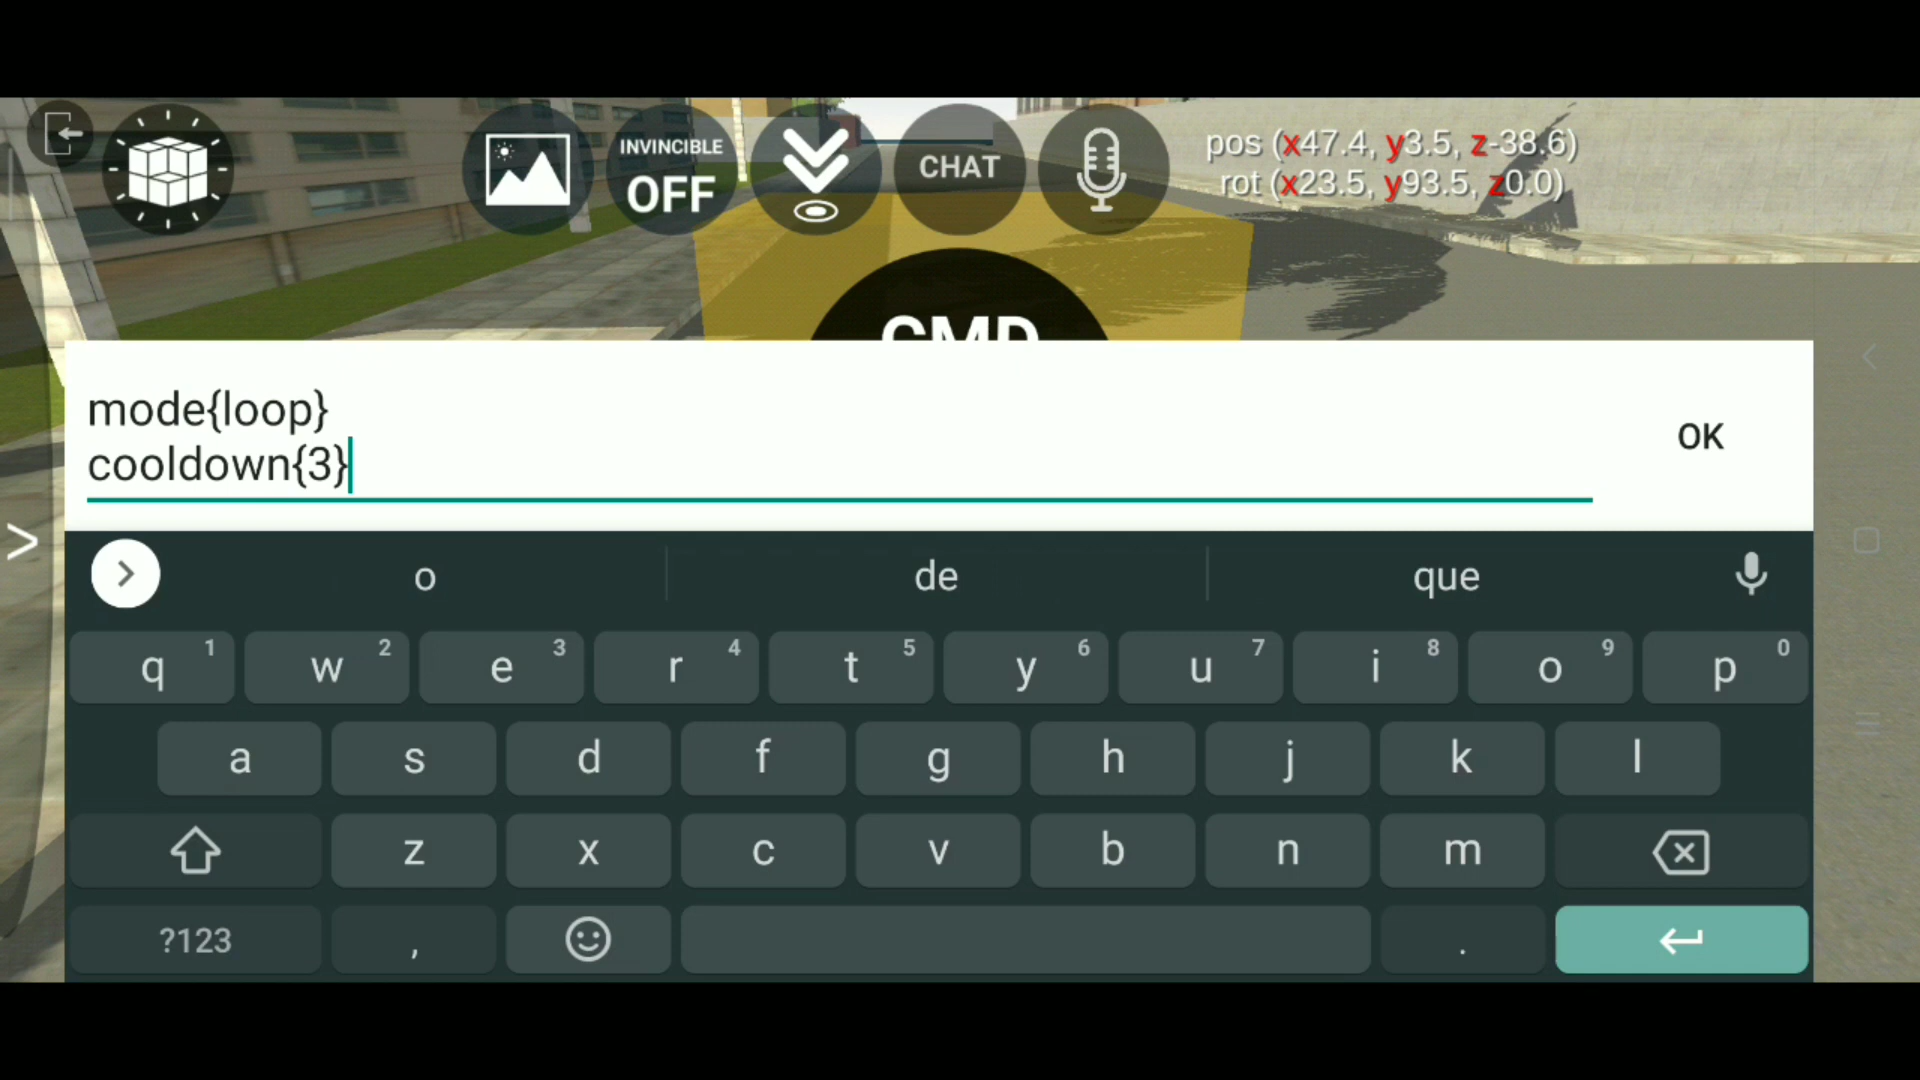 INVINCIBLE
OFF
CHAT
pos (x47.4, y3.5, z-38.6)
rot (x23.5, y93.5, z0.0)
CMD
mode{loop}
cooldown{3}
OK
>
o de que
q 1 w 2 e 3 r 4 t 5 y 6 u 7 i 8 o 9 p 0
a s d f g h j k l
z x c v b n m
?123 , .